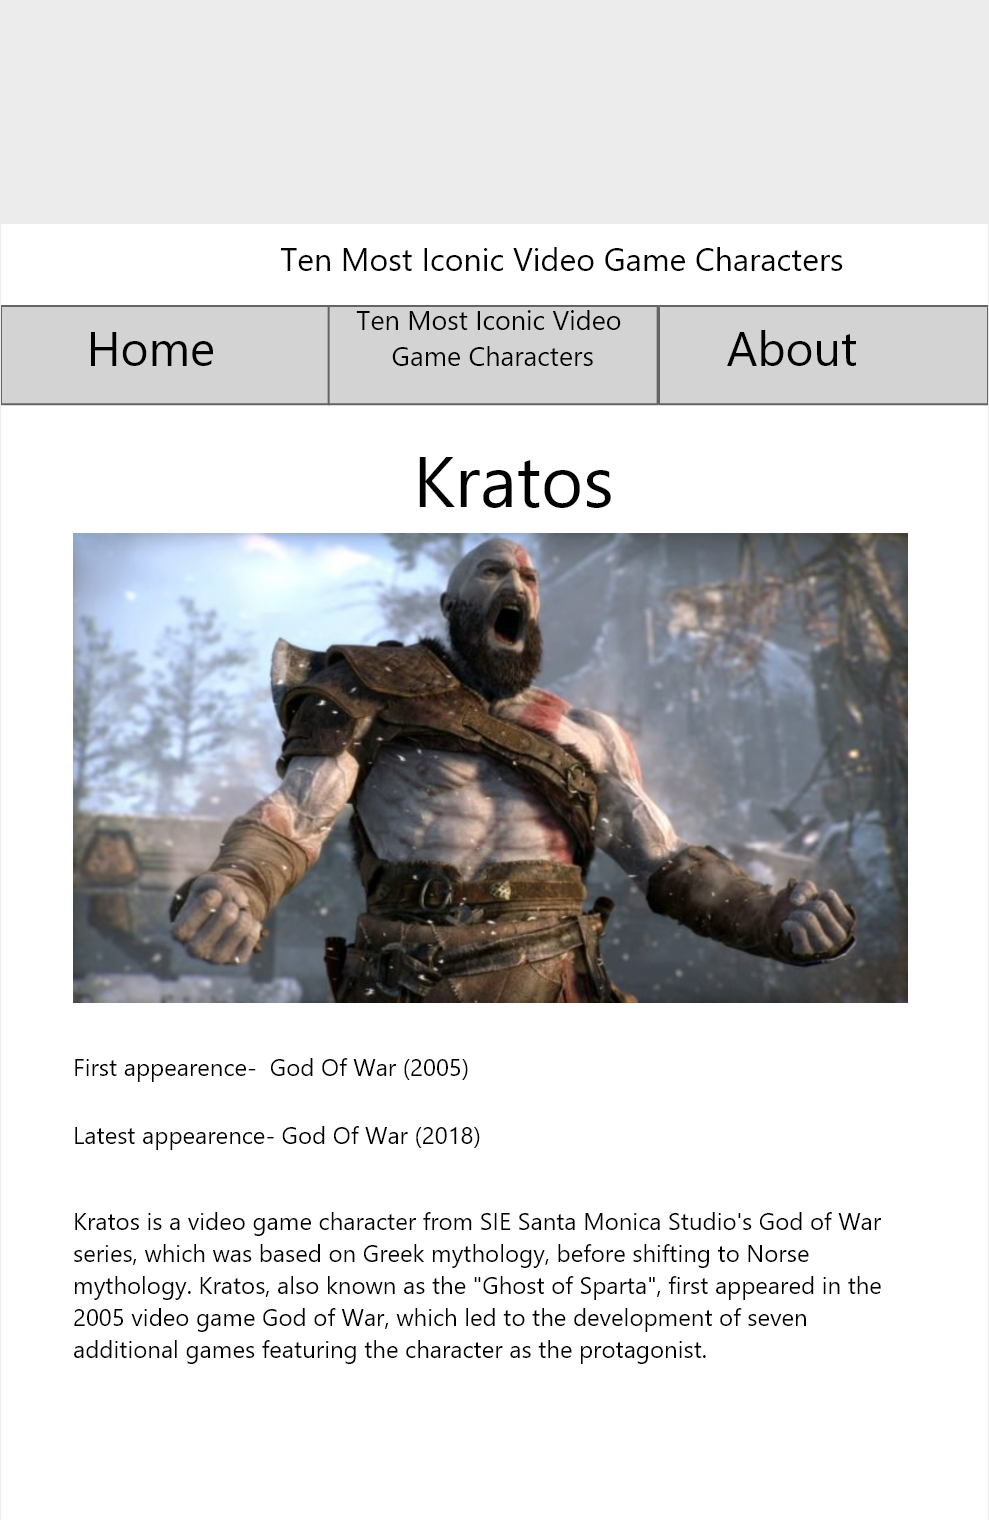 Ten Most Iconic Video Game Characters
Home
Ten Most Iconic Video
Game Characters
About
Kratos
First appearence-  God Of War (2005)
Latest appearence- God Of War (2018)
Kratos is a video game character from SIE Santa Monica Studio's God of War
series, which was based on Greek mythology, before shifting to Norse
mythology. Kratos, also known as the "Ghost of Sparta", first appeared in the
2005 video game God of War, which led to the development of seven
additional games featuring the character as the protagonist.